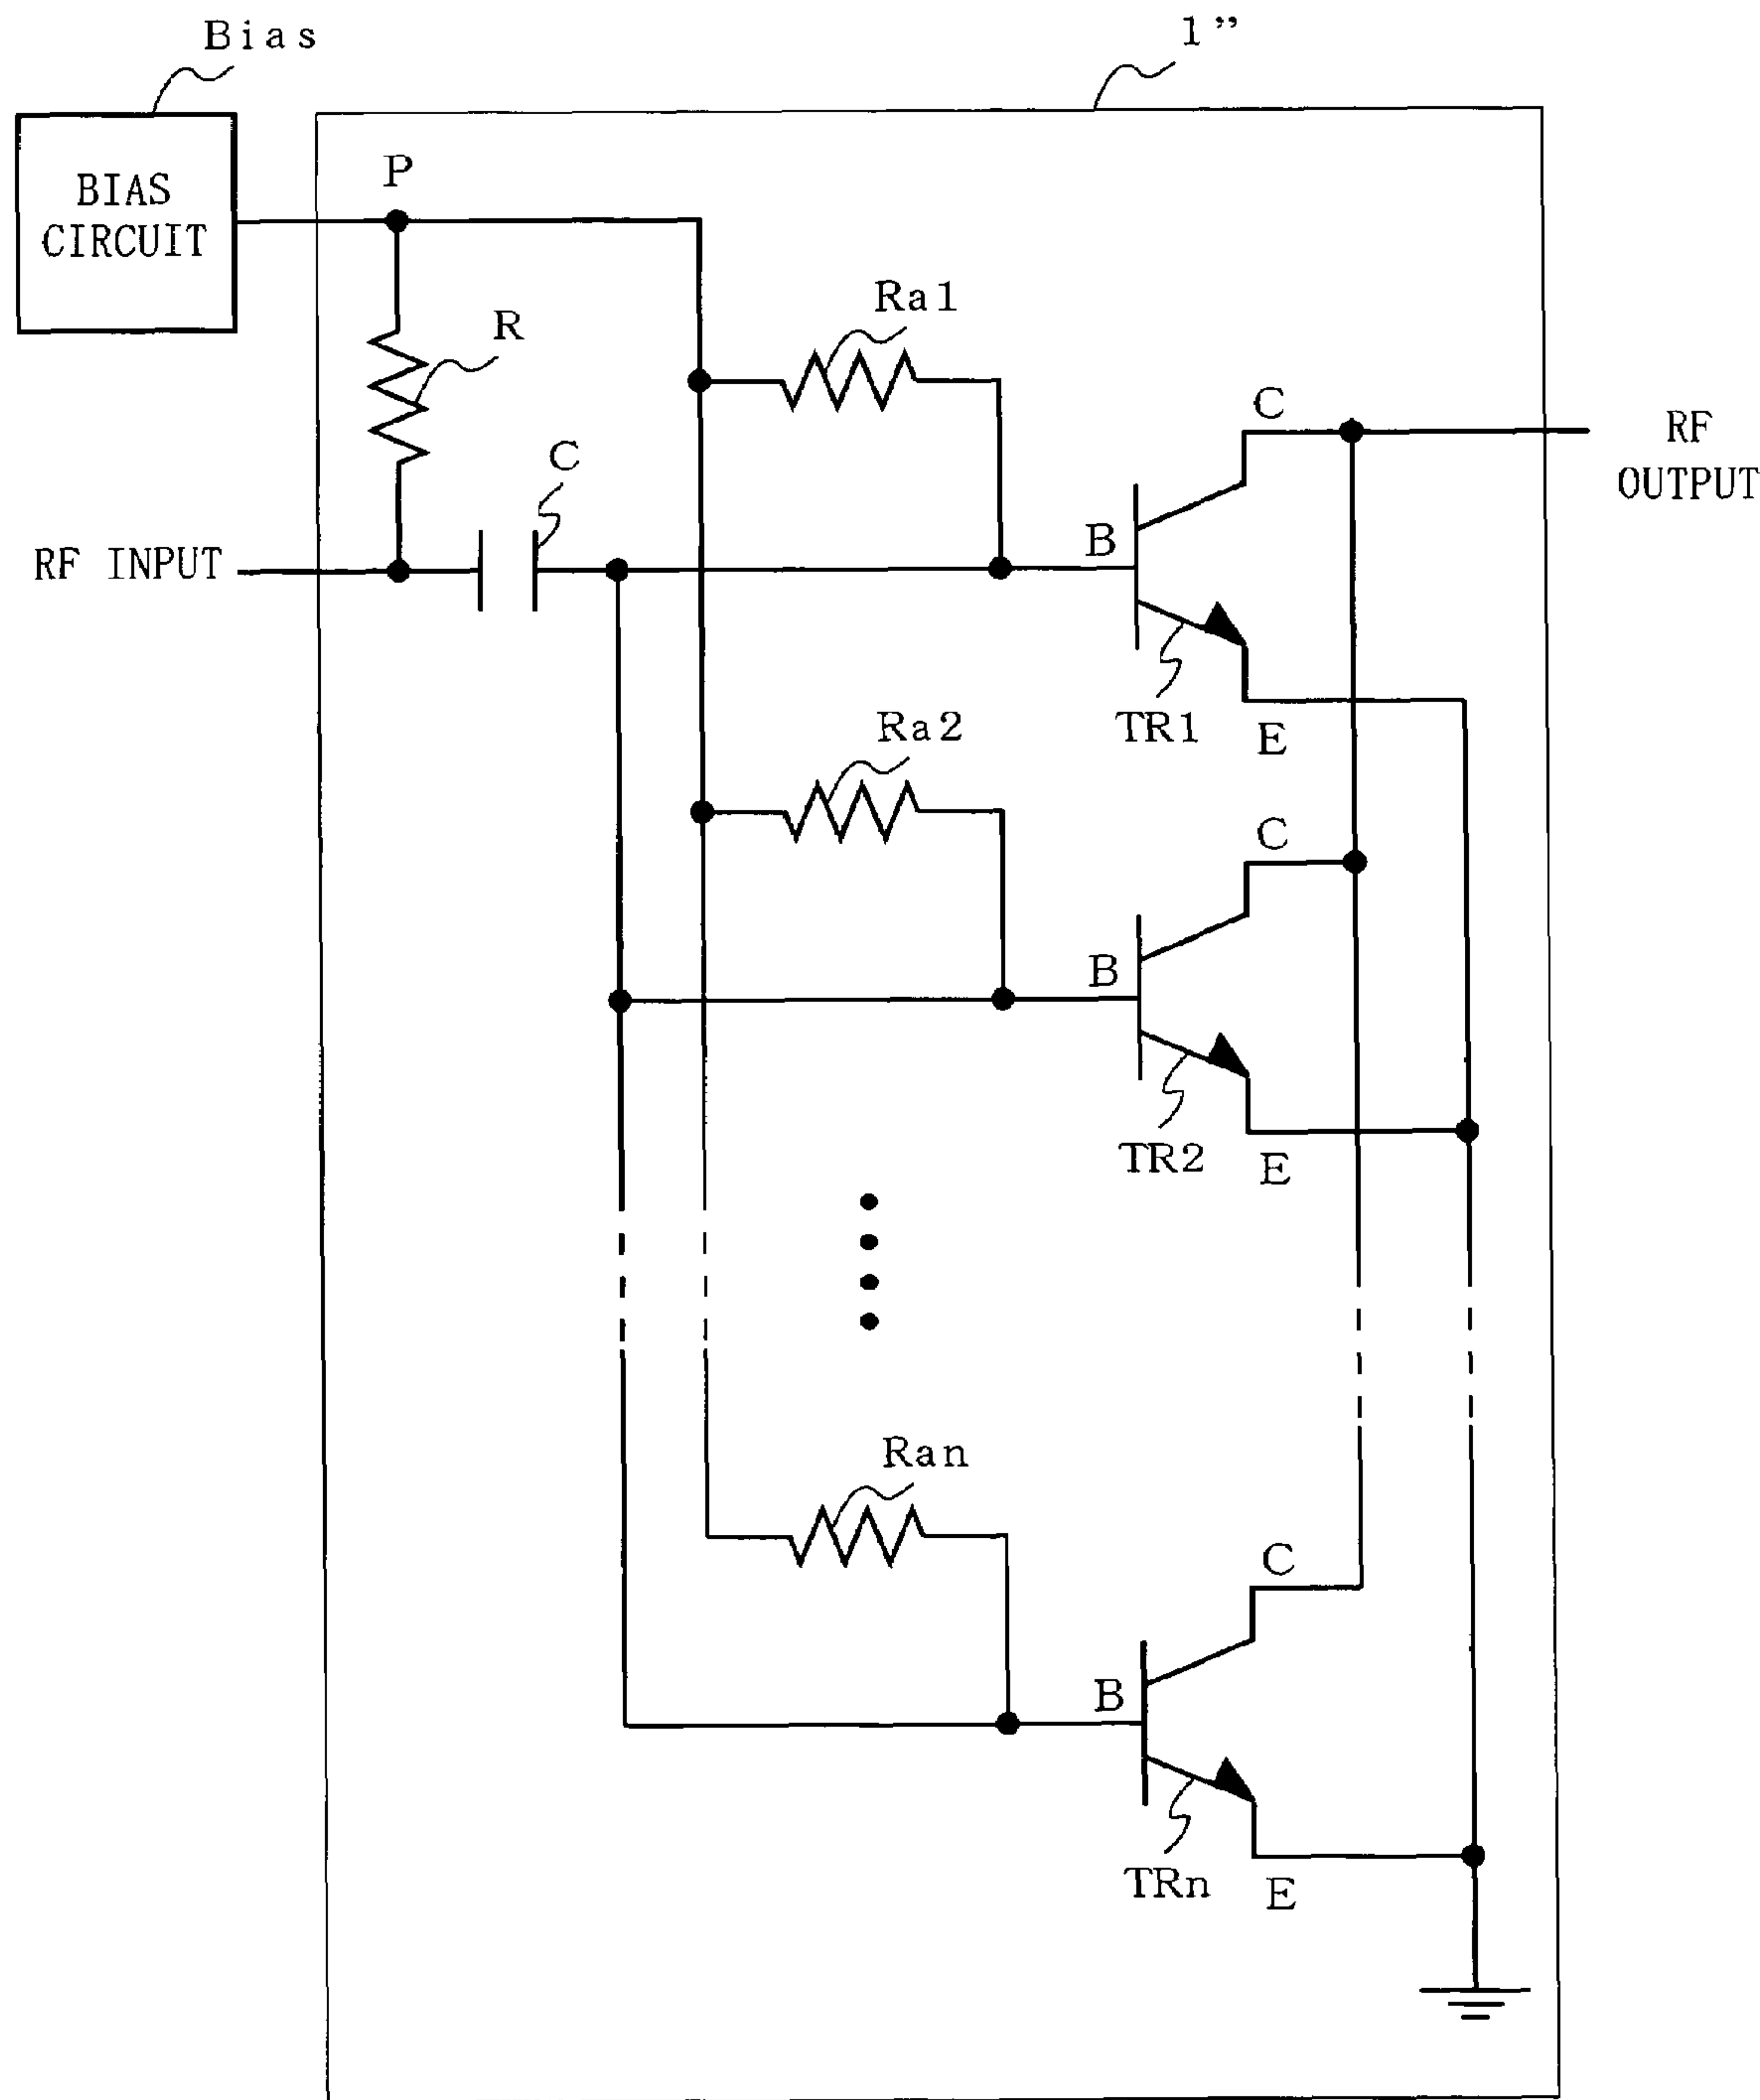 Bias
1”
BIAS
CIRCUIT
P
R
Ra1
C
C
RF
OUTPUT
RF INPUT
B
TR1
E
Ra2
C
B
TR2
E
Ran
C
B
TRn
E